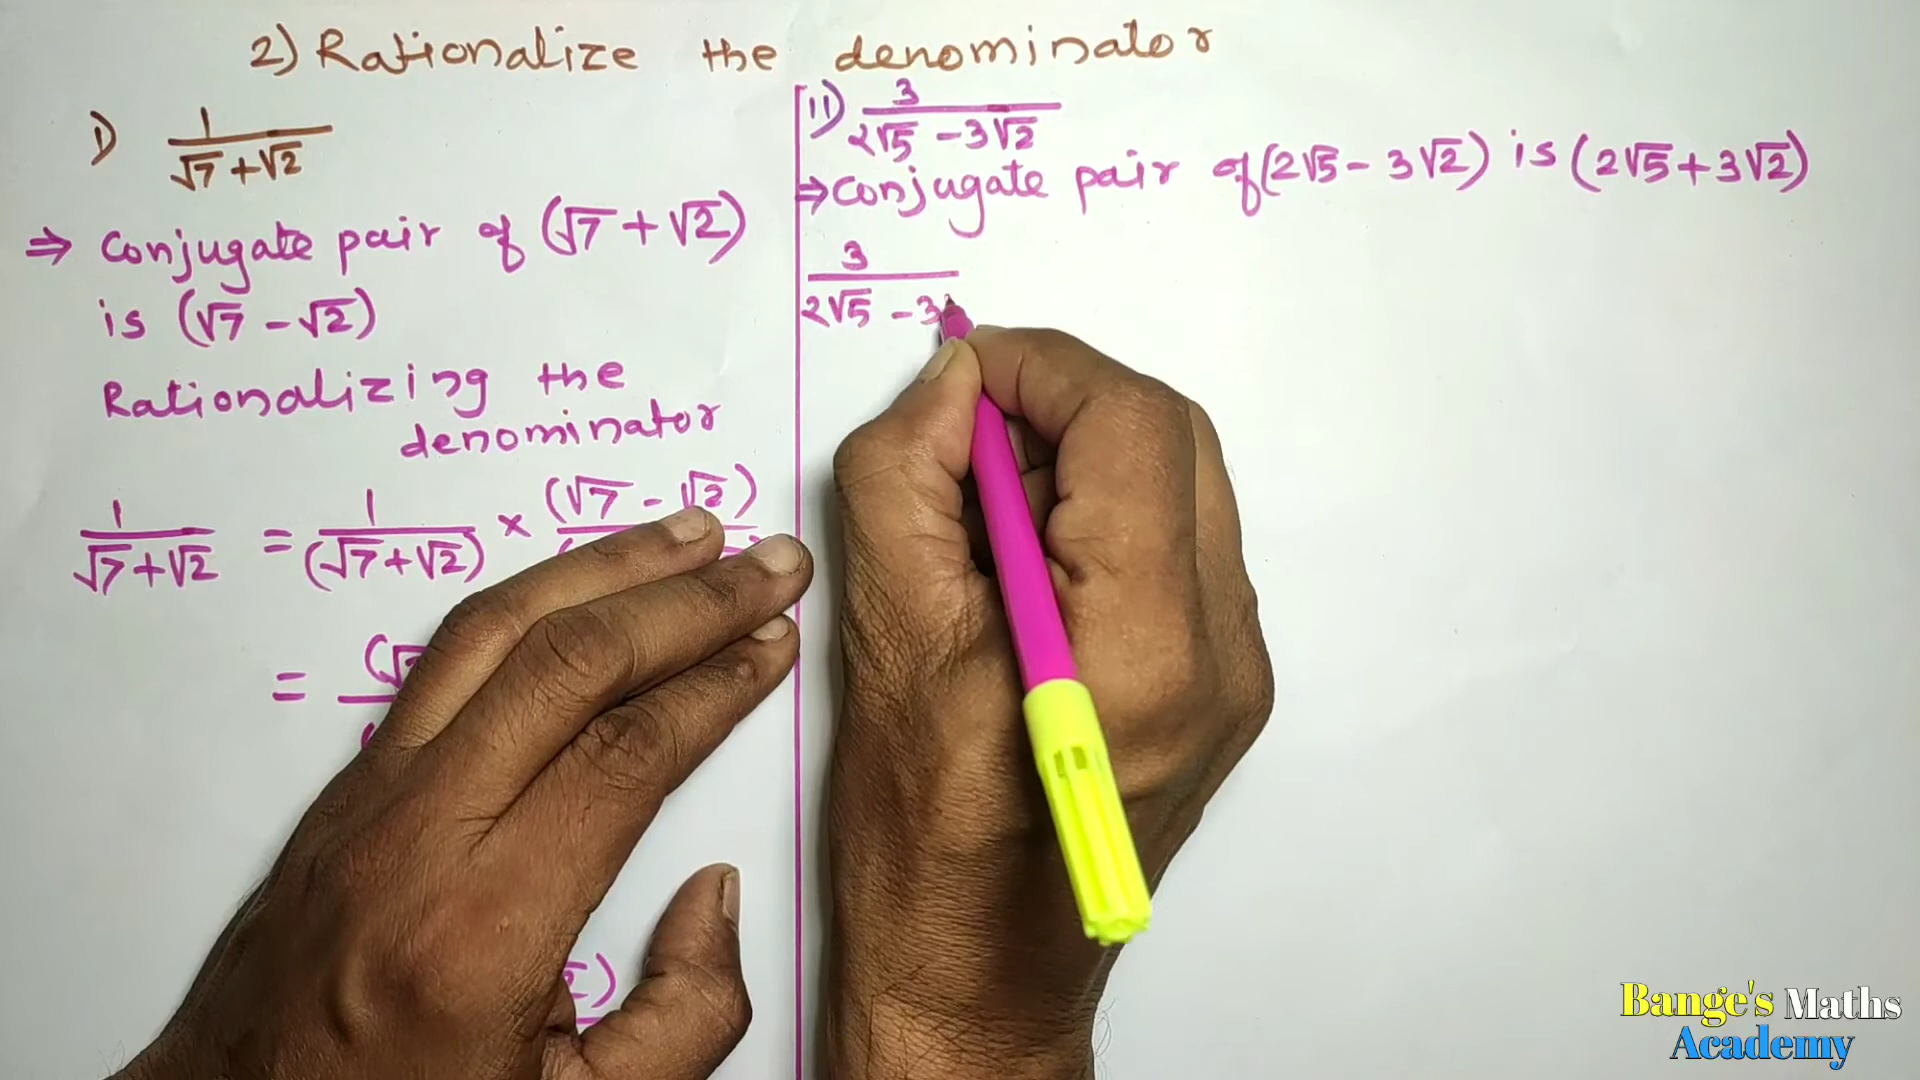 2) Rationalize the denominator
1) 1/(√7+√2)
⇒ Conjugate pair of (√7+√2)
is (√7-√2)
Rationalizing the
denominator
1/(√7+√2) = 1/(√7+√2) × (√7-√2)
=
11) 3/(2√5-3√2)
⇒ Conjugate pair of (2√5-3√2) is (2√5+3√2)
3/(2√5-3
Bange's Maths
Academy